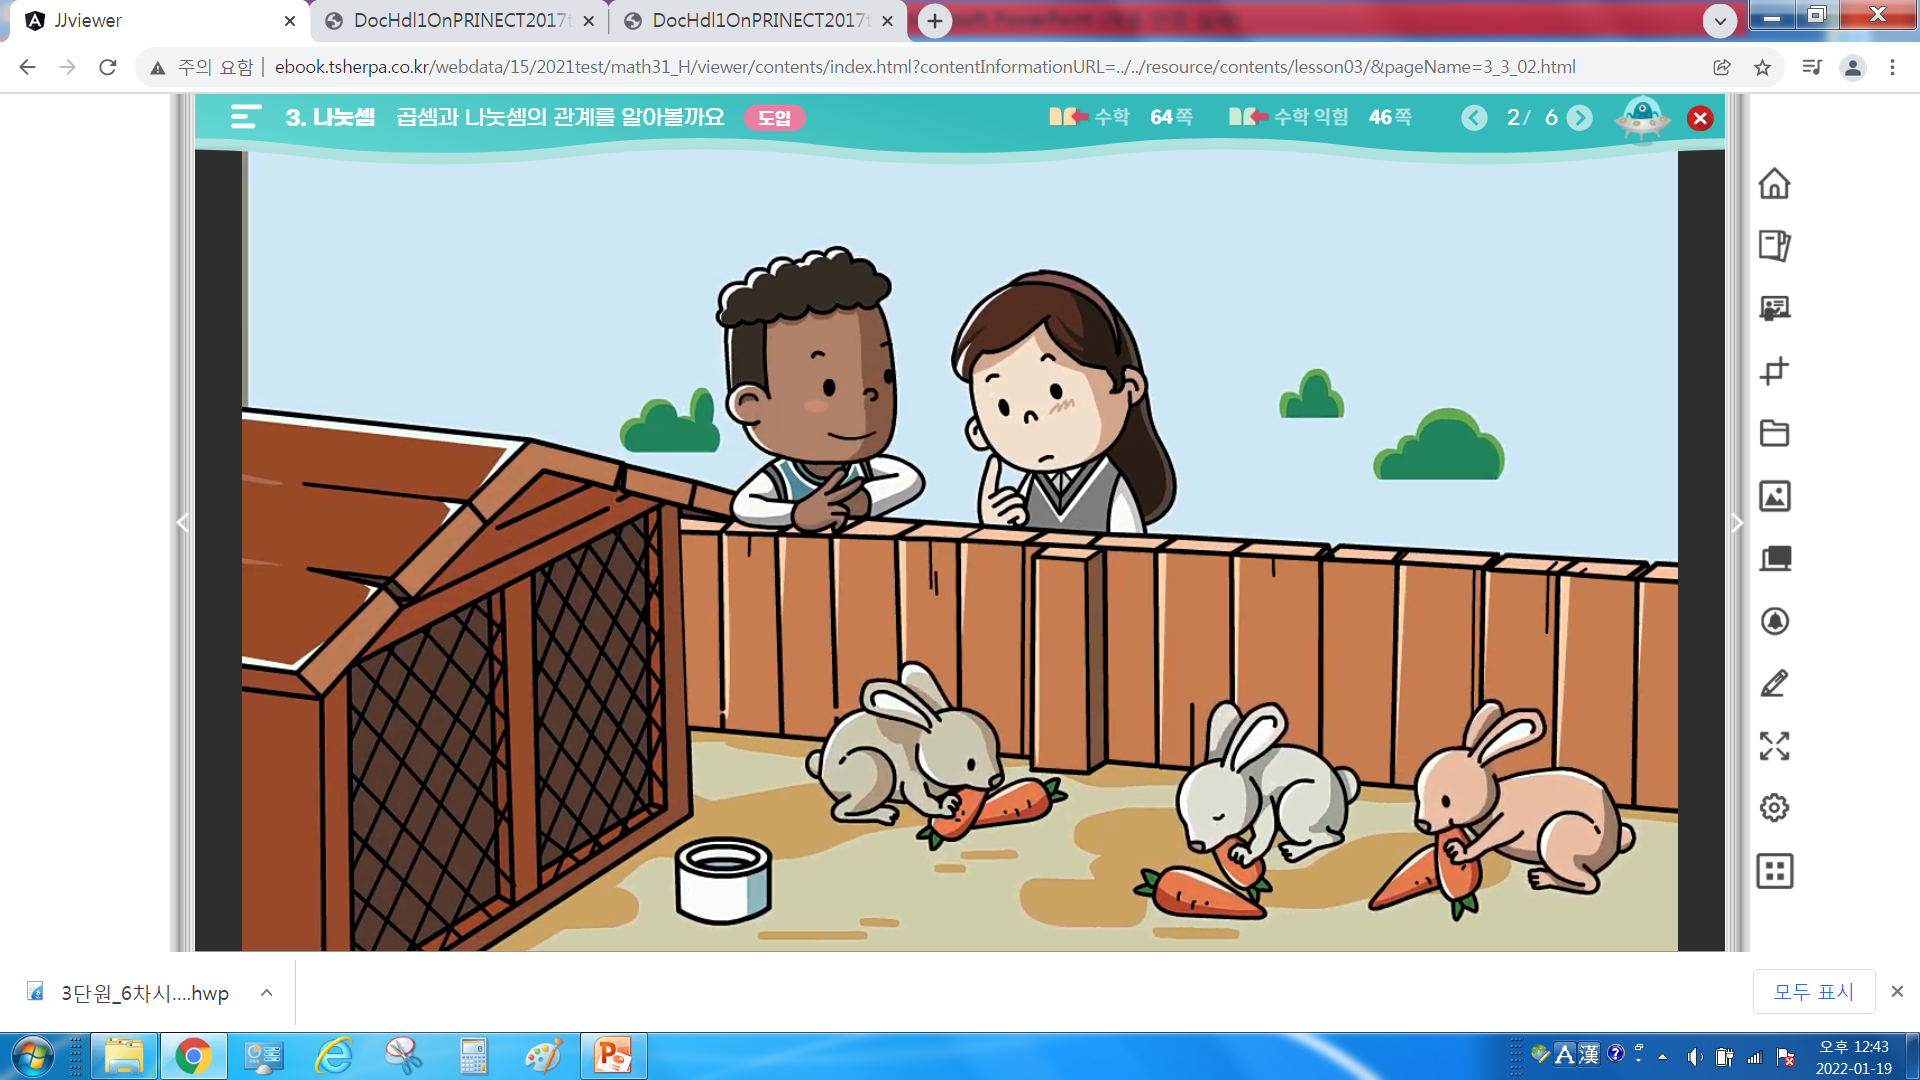 JJviewer
DocHdl1OnPRINECT2017t
DocHdl1OnPRINECT2017t
주의 요함
ebook.tsherpa.co.kr/webdata/15/2021test/math31_H/viewer/contents/index.html?contentInformationURL=../../resource/contents/lesson03/&pageName=3_3_02.html
3. 나눗셈 곱셈과 나눗셈의 관계를 알아볼까요 도입 수학 64쪽 수학 익힘 46쪽 2 / 6
3단원_6차시....hwp
모두 표시
A 漢
오후 12:43
2022-01-19